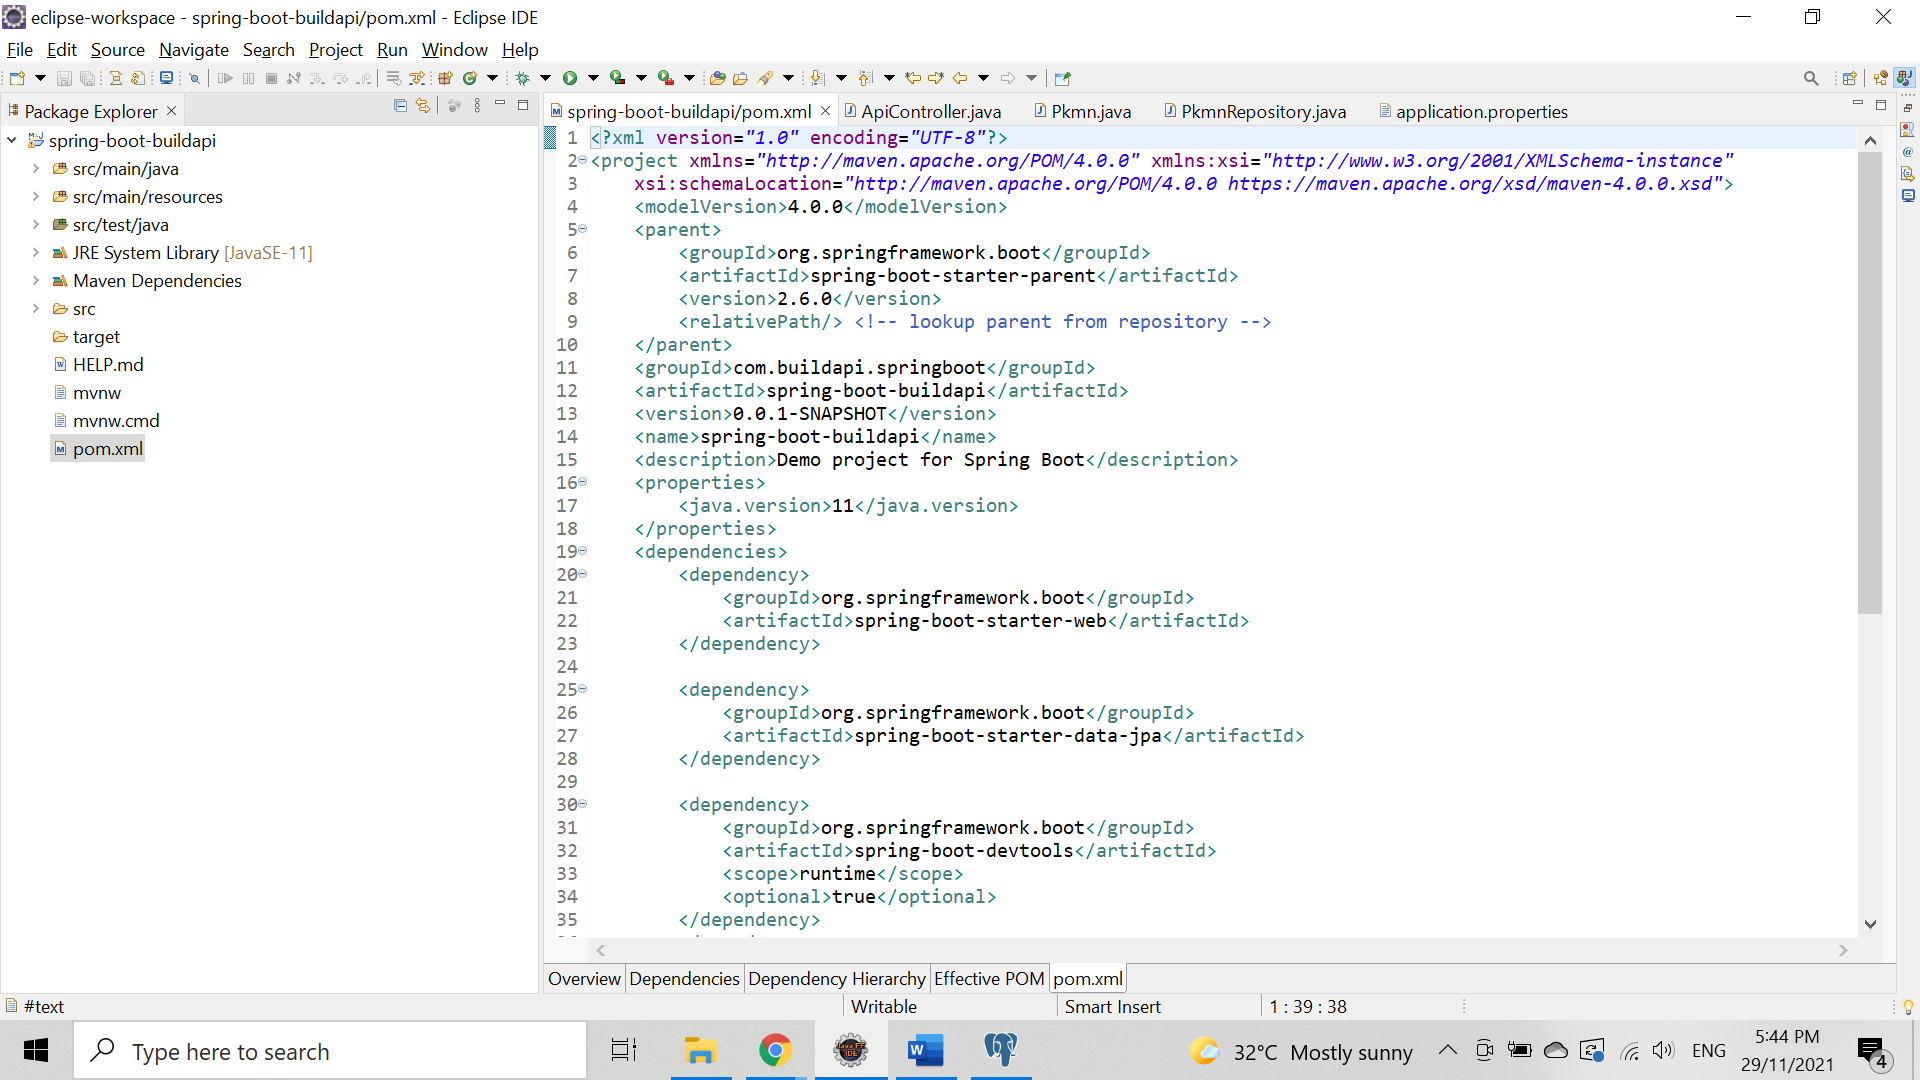 eclipse-workspace - spring-boot-buildapi/pom.xml - Eclipse IDE
File Edit Source Navigate Search Project Run Window Help
Package Explorer
spring-boot-buildapi
src/main/java
src/main/resources
src/test/java
JRE System Library [JavaSE-11]
Maven Dependencies
src
target
HELP.md
mvnw
mvnw.cmd
pom.xml
spring-boot-buildapi/pom.xml ApiController.java Pkmn.java PkmnRepository.java application.properties
1 <?xml version="1.0" encoding="UTF-8"?>
2 <project xmlns="http://maven.apache.org/POM/4.0.0" xmlns:xsi="http://www.w3.org/2001/XMLSchema-instance"
3 xsi:schemaLocation="http://maven.apache.org/POM/4.0.0 https://maven.apache.org/xsd/maven-4.0.0.xsd">
4 <modelVersion>4.0.0</modelVersion>
5 <parent>
6 <groupId>org.springframework.boot</groupId>
7 <artifactId>spring-boot-starter-parent</artifactId>
8 <version>2.6.0</version>
9 <relativePath/> <!-- lookup parent from repository -->
10 </parent>
11 <groupId>com.buildapi.springboot</groupId>
12 <artifactId>spring-boot-buildapi</artifactId>
13 <version>0.0.1-SNAPSHOT</version>
14 <name>spring-boot-buildapi</name>
15 <description>Demo project for Spring Boot</description>
16 <properties>
17 <java.version>11</java.version>
18 </properties>
19 <dependencies>
20 <dependency>
21 <groupId>org.springframework.boot</groupId>
22 <artifactId>spring-boot-starter-web</artifactId>
23 </dependency>
24
25 <dependency>
26 <groupId>org.springframework.boot</groupId>
27 <artifactId>spring-boot-starter-data-jpa</artifactId>
28 </dependency>
29
30 <dependency>
31 <groupId>org.springframework.boot</groupId>
32 <artifactId>spring-boot-devtools</artifactId>
33 <scope>runtime</scope>
34 <optional>true</optional>
35 </dependency>
Overview Dependencies Dependency Hierarchy Effective POM pom.xml
#text Writable Smart Insert 1 : 39 : 38
Type here to search
32°C Mostly sunny
ENG
5:44 PM
29/11/2021
4